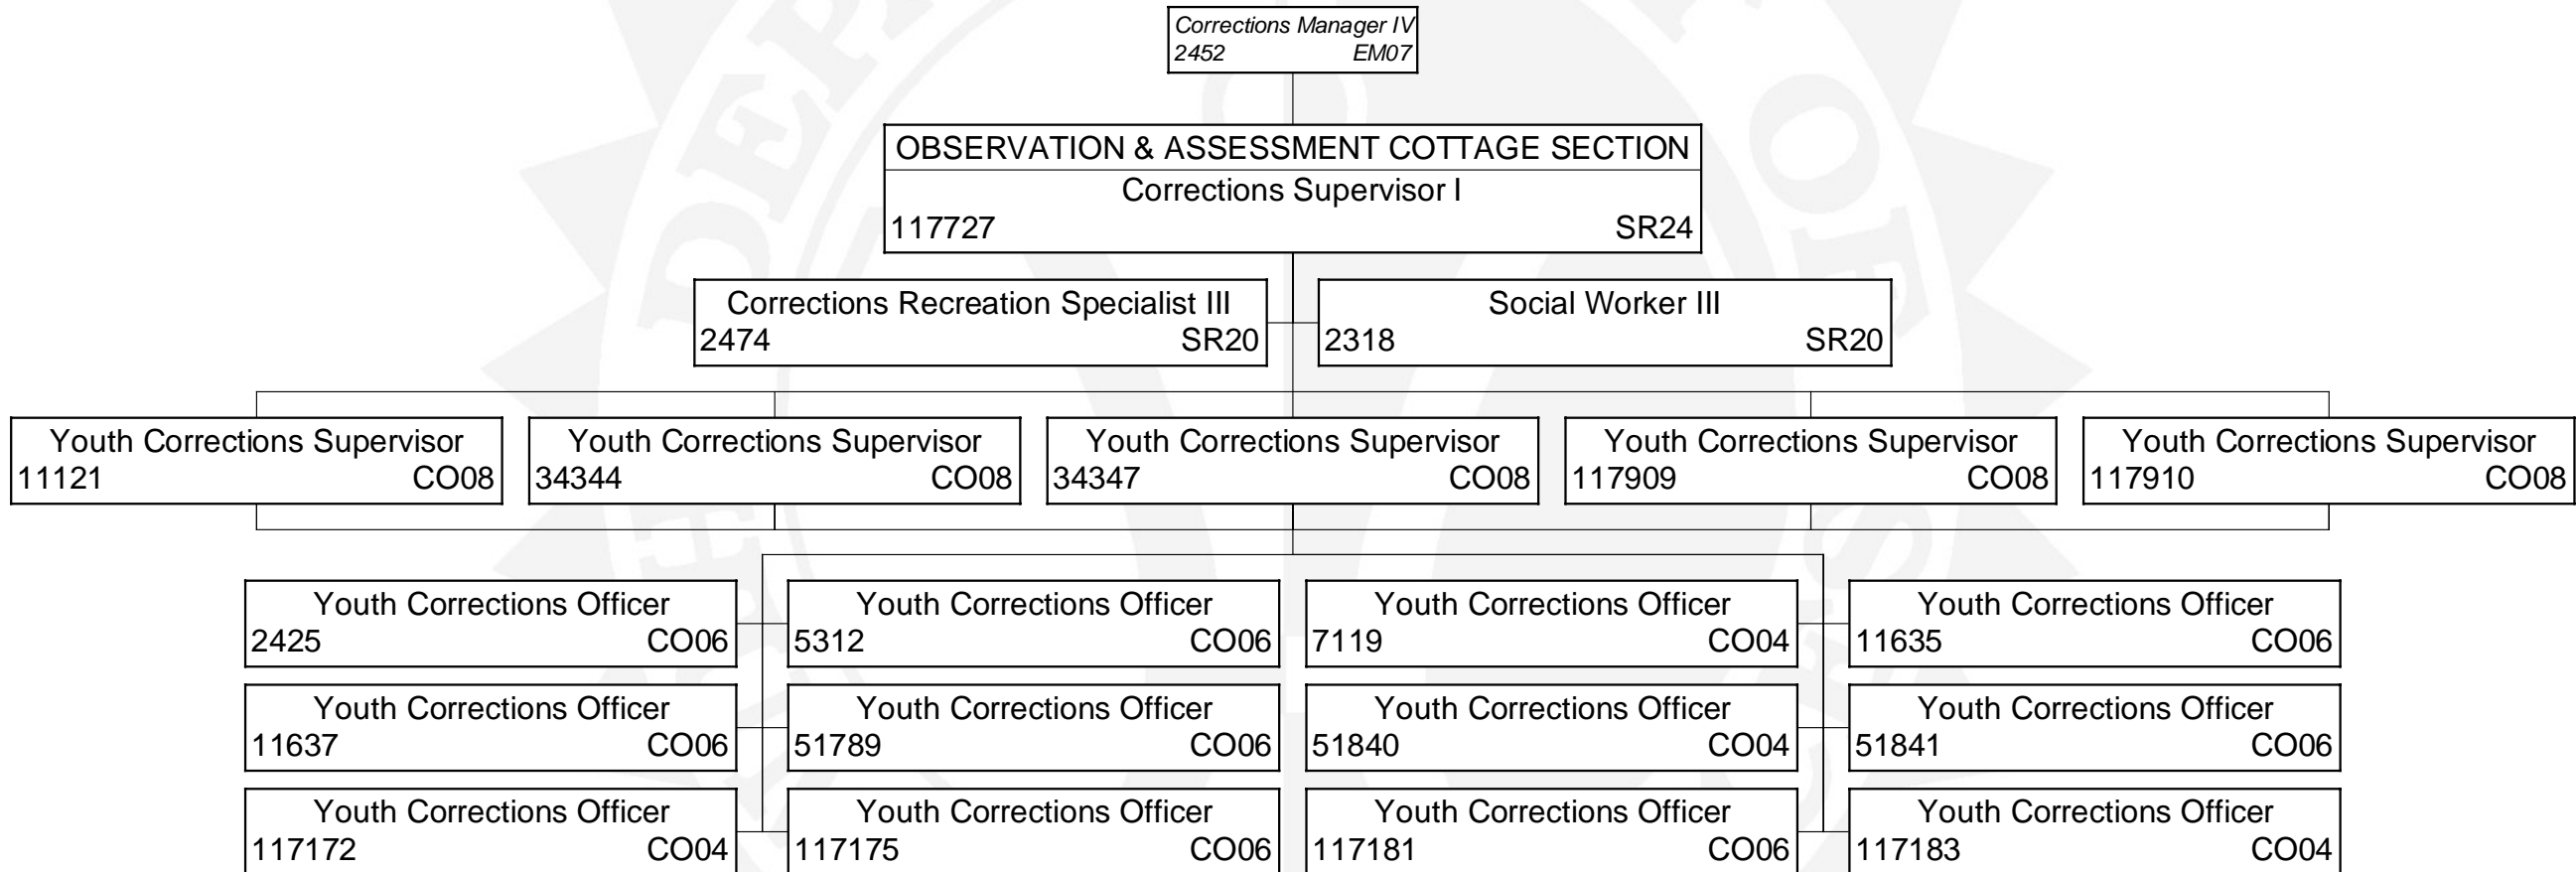 Corrections Manager IV
2452 EM07
OBSERVATION & ASSESSMENT COTTAGE SECTION
Corrections Supervisor I
117727 SR24
Corrections Recreation Specialist III
2474 SR20
Social Worker III
2318 SR20
Youth Corrections Supervisor
11121 CO08
Youth Corrections Supervisor
34344 CO08
Youth Corrections Supervisor
34347 CO08
Youth Corrections Supervisor
117909 CO08
Youth Corrections Supervisor
117910 CO08
Youth Corrections Officer
2425 CO06
Youth Corrections Officer
5312 CO06
Youth Corrections Officer
7119 CO04
Youth Corrections Officer
11635 CO06
Youth Corrections Officer
11637 CO06
Youth Corrections Officer
51789 CO06
Youth Corrections Officer
51840 CO04
Youth Corrections Officer
51841 CO06
Youth Corrections Officer
117172 CO04
Youth Corrections Officer
117175 CO06
Youth Corrections Officer
117181 CO06
Youth Corrections Officer
117183 CO04